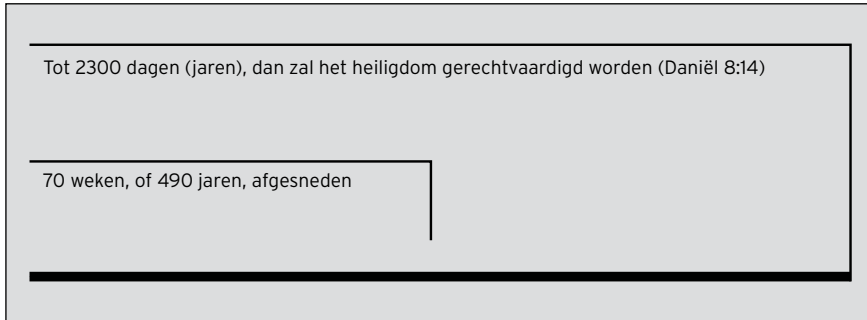 Tot 2300 dagen (jaren), dan zal het heiligdom gerechtvaardigd worden (Daniël 8:14)
70 weken, of 490 jaren, afgesneden